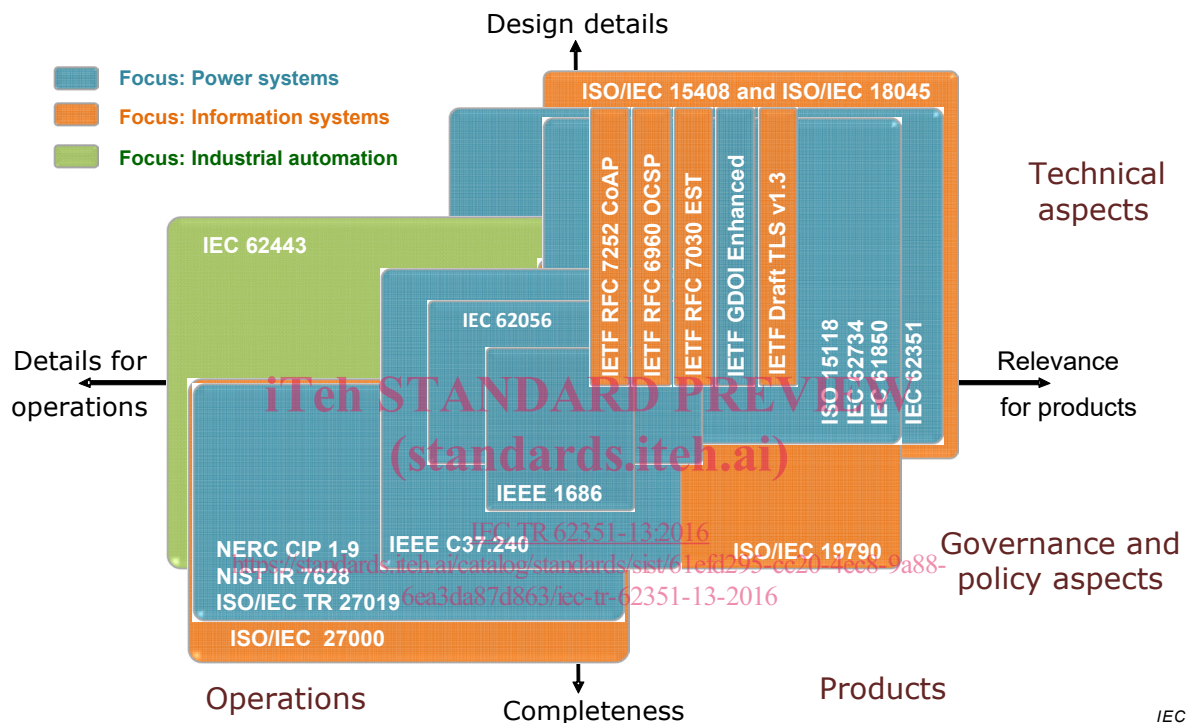 Design details
Focus: Power systems
Focus: Information systems
Focus: Industrial automation
ISO/IEC 15408 and ISO/IEC 18045
IETF RFC 7252 CoAP
IETF RFC 6960 OCSP
IETF RFC 7030 EST
IETF GDOI Enhanced
IETF Draft TLS v1.3
Technical
aspects
IEC 62443
IEC 62056
ISO 15118
IEC 62734
IEC 61850
IEC 62351
Details for
operations
Relevance
for products
iTeh STANDARD PREVIEW
(standards.iteh.ai)
IEEE 1686
IEC TR 62351-13:2016
NERC CIP 1-9
IEEE C37.240
ISO/IEC 19790
Governance and
policy aspects
https://standards.iteh.ai/catalog/standards/sist/61efd295-cc20-4ec8-9a88-
NIST IR 7628
ISO/IEC TR 27019
6ea3da87d863/iec-tr-62351-13-2016
ISO/IEC 27000
Operations
Products
Completeness
IEC